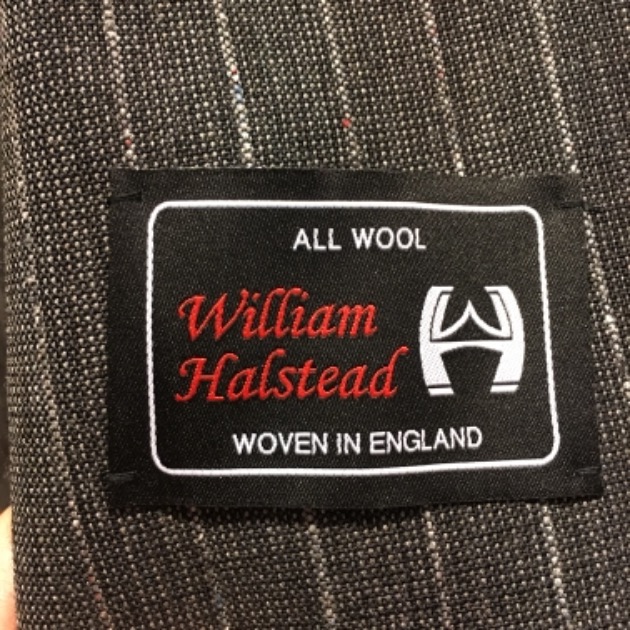 ALL WOOL
William
Halstead
WOVEN IN ENGLAND